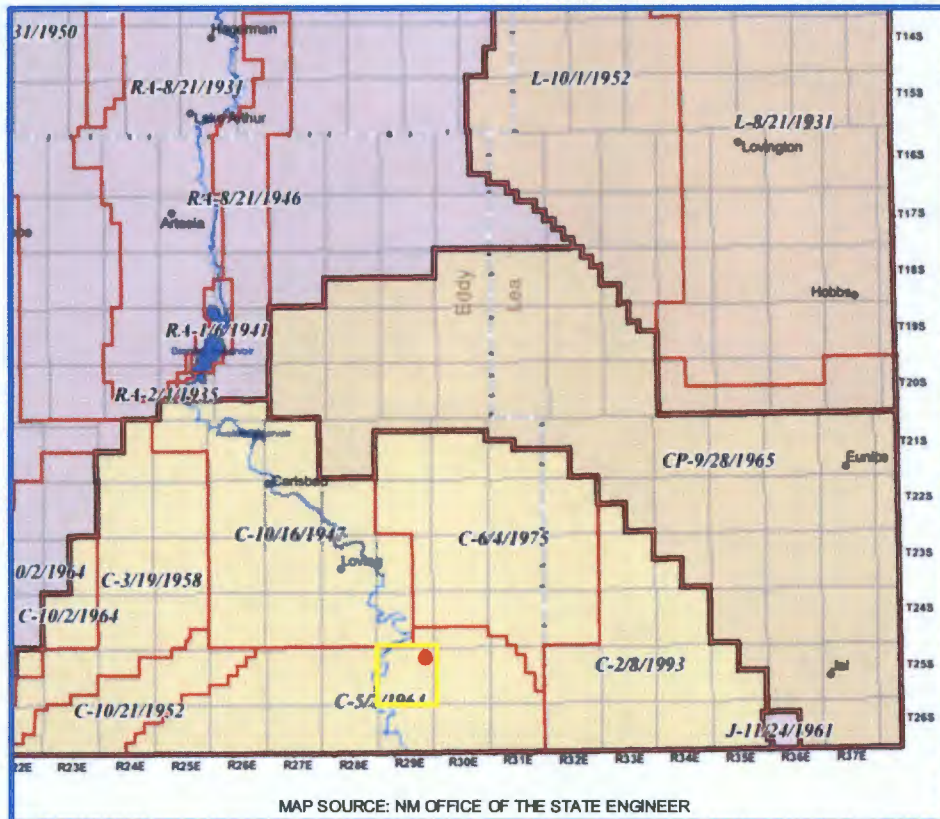 31/1950
Hagerman
T14S
RA-8/21/1931
L-10/1/1952
T15S
Lake Arthur
L-8/21/1931
Lovington
T16S
RA-8/21/1946
Artesia
T17S
Eddy
Lea
T18S
Hobbs
T19S
RA-1/6/1941
RA-2/1/1935
T20S
T21S
CP-9/28/1965
Eunice
Carlsbad
T22S
C-10/16/1947
C-6/4/1975
T23S
0/2/1964
C-3/19/1958
Loving
C-10/2/1964
T24S
C-2/8/1993
Jal
T25S
C-10/21/1952
J-11/24/1961
T26S
22E R23E R24E R25E R26E R27E R28E R29E R30E R31E R32E R33E R34E R35E R36E R37E
MAP SOURCE: NM OFFICE OF THE STATE ENGINEER